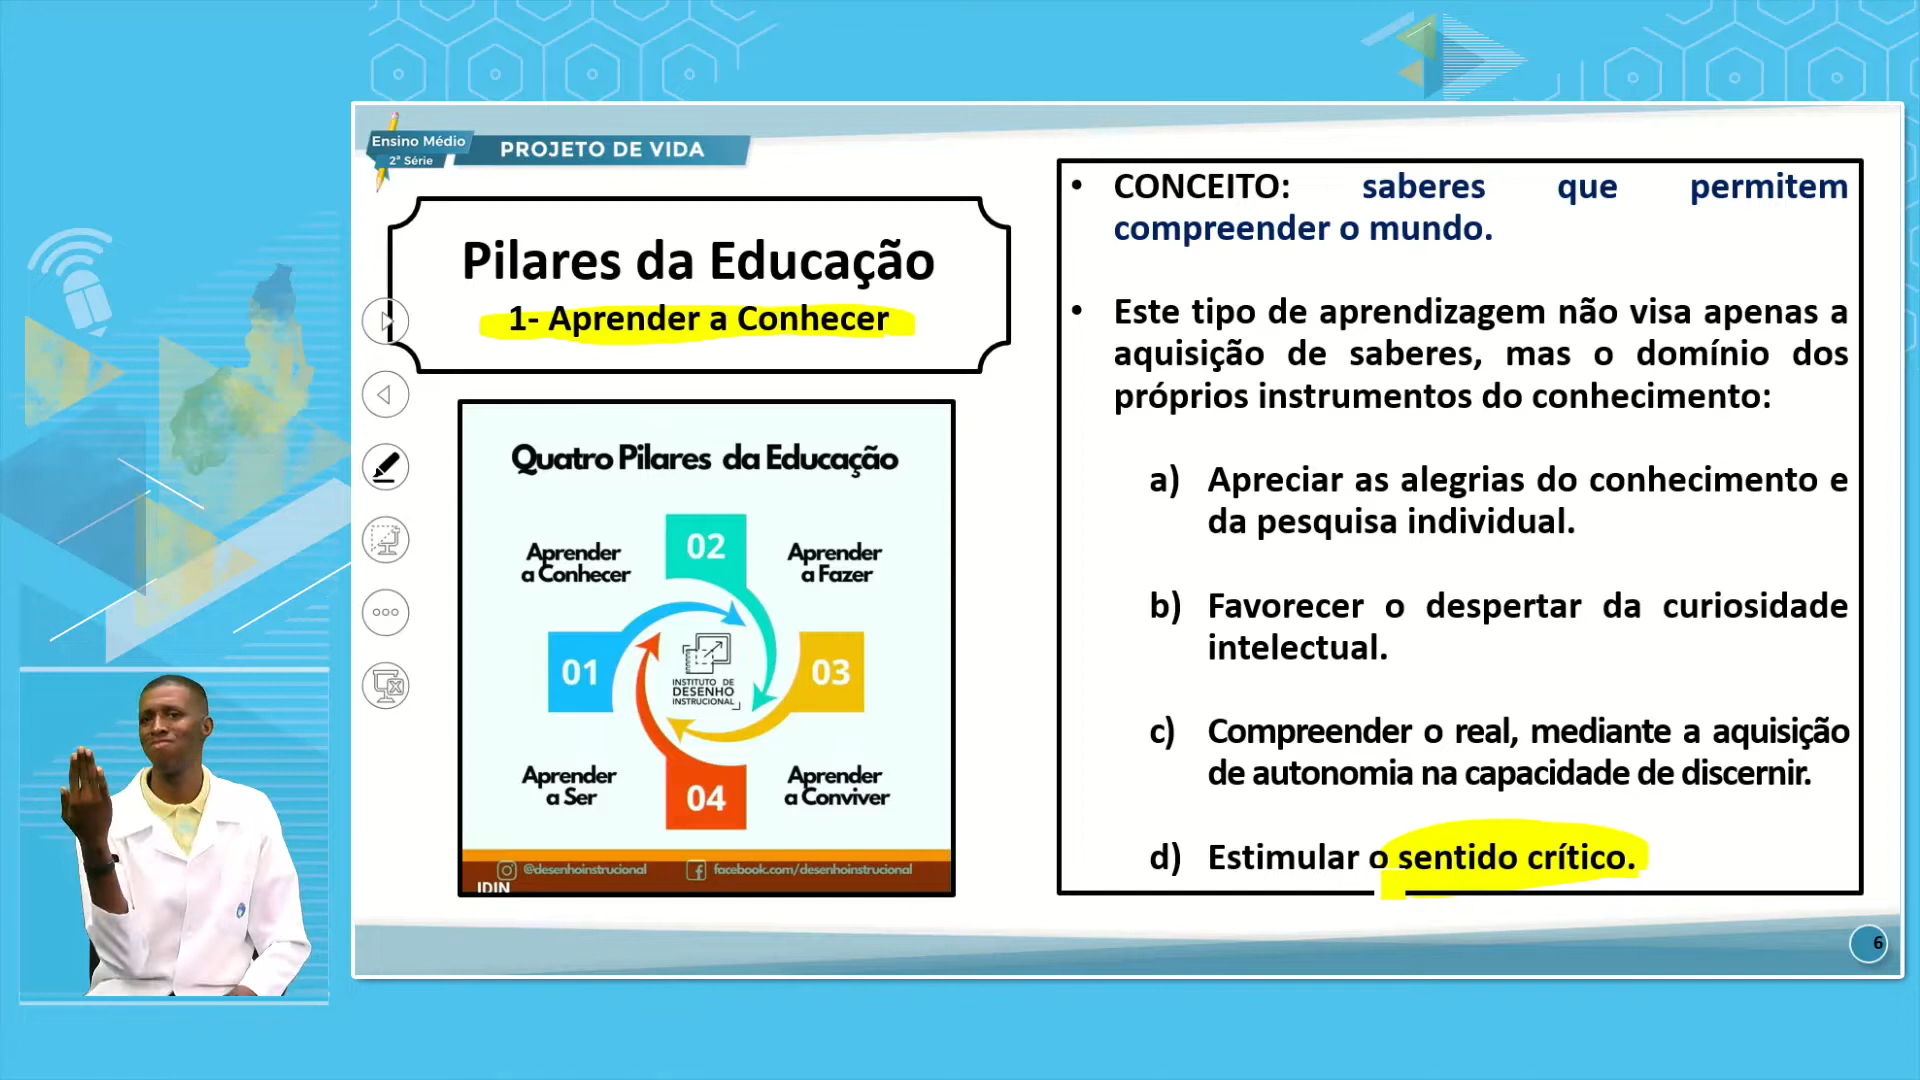 Ensino Médio
2ª Série
PROJETO DE VIDA
Pilares da Educação
1- Aprender a Conhecer
Quatro Pilares da Educação
Aprender
a Conhecer
02
Aprender
a Fazer
01
INSTITUTO DE
DESENHO
INSTRUCIONAL
03
Aprender
a Ser
04
Aprender
a Conviver
@desenhoinstrucional
facebook.com/desenhoinstrucional
IDIN
• CONCEITO: saberes que permitem
compreender o mundo.
• Este tipo de aprendizagem não visa apenas a
aquisição de saberes, mas o domínio dos
próprios instrumentos do conhecimento:
a) Apreciar as alegrias do conhecimento e
da pesquisa individual.
b) Favorecer o despertar da curiosidade
intelectual.
c) Compreender o real, mediante a aquisição
de autonomia na capacidade de discernir.
d) Estimular o sentido crítico.
6